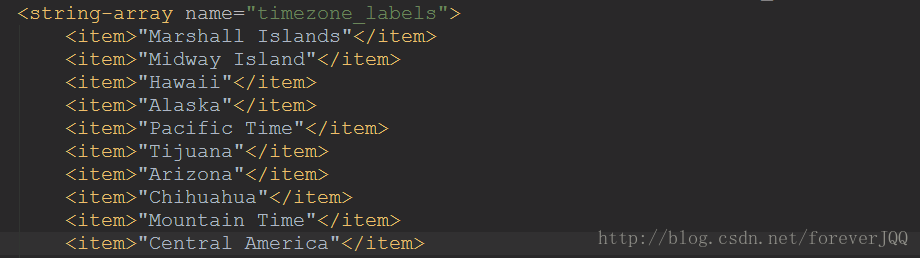 <string-array name="timezone_labels">
<item>"Marshall Islands"</item>
<item>"Midway Island"</item>
<item>"Hawaii"</item>
<item>"Alaska"</item>
<item>"Pacific Time"</item>
<item>"Tijuana"</item>
<item>"Arizona"</item>
<item>"Chihuahua"</item>
<item>"Mountain Time"</item>
<item>"Central America"</item>
http://blog.csdn.net/foreverJQQ